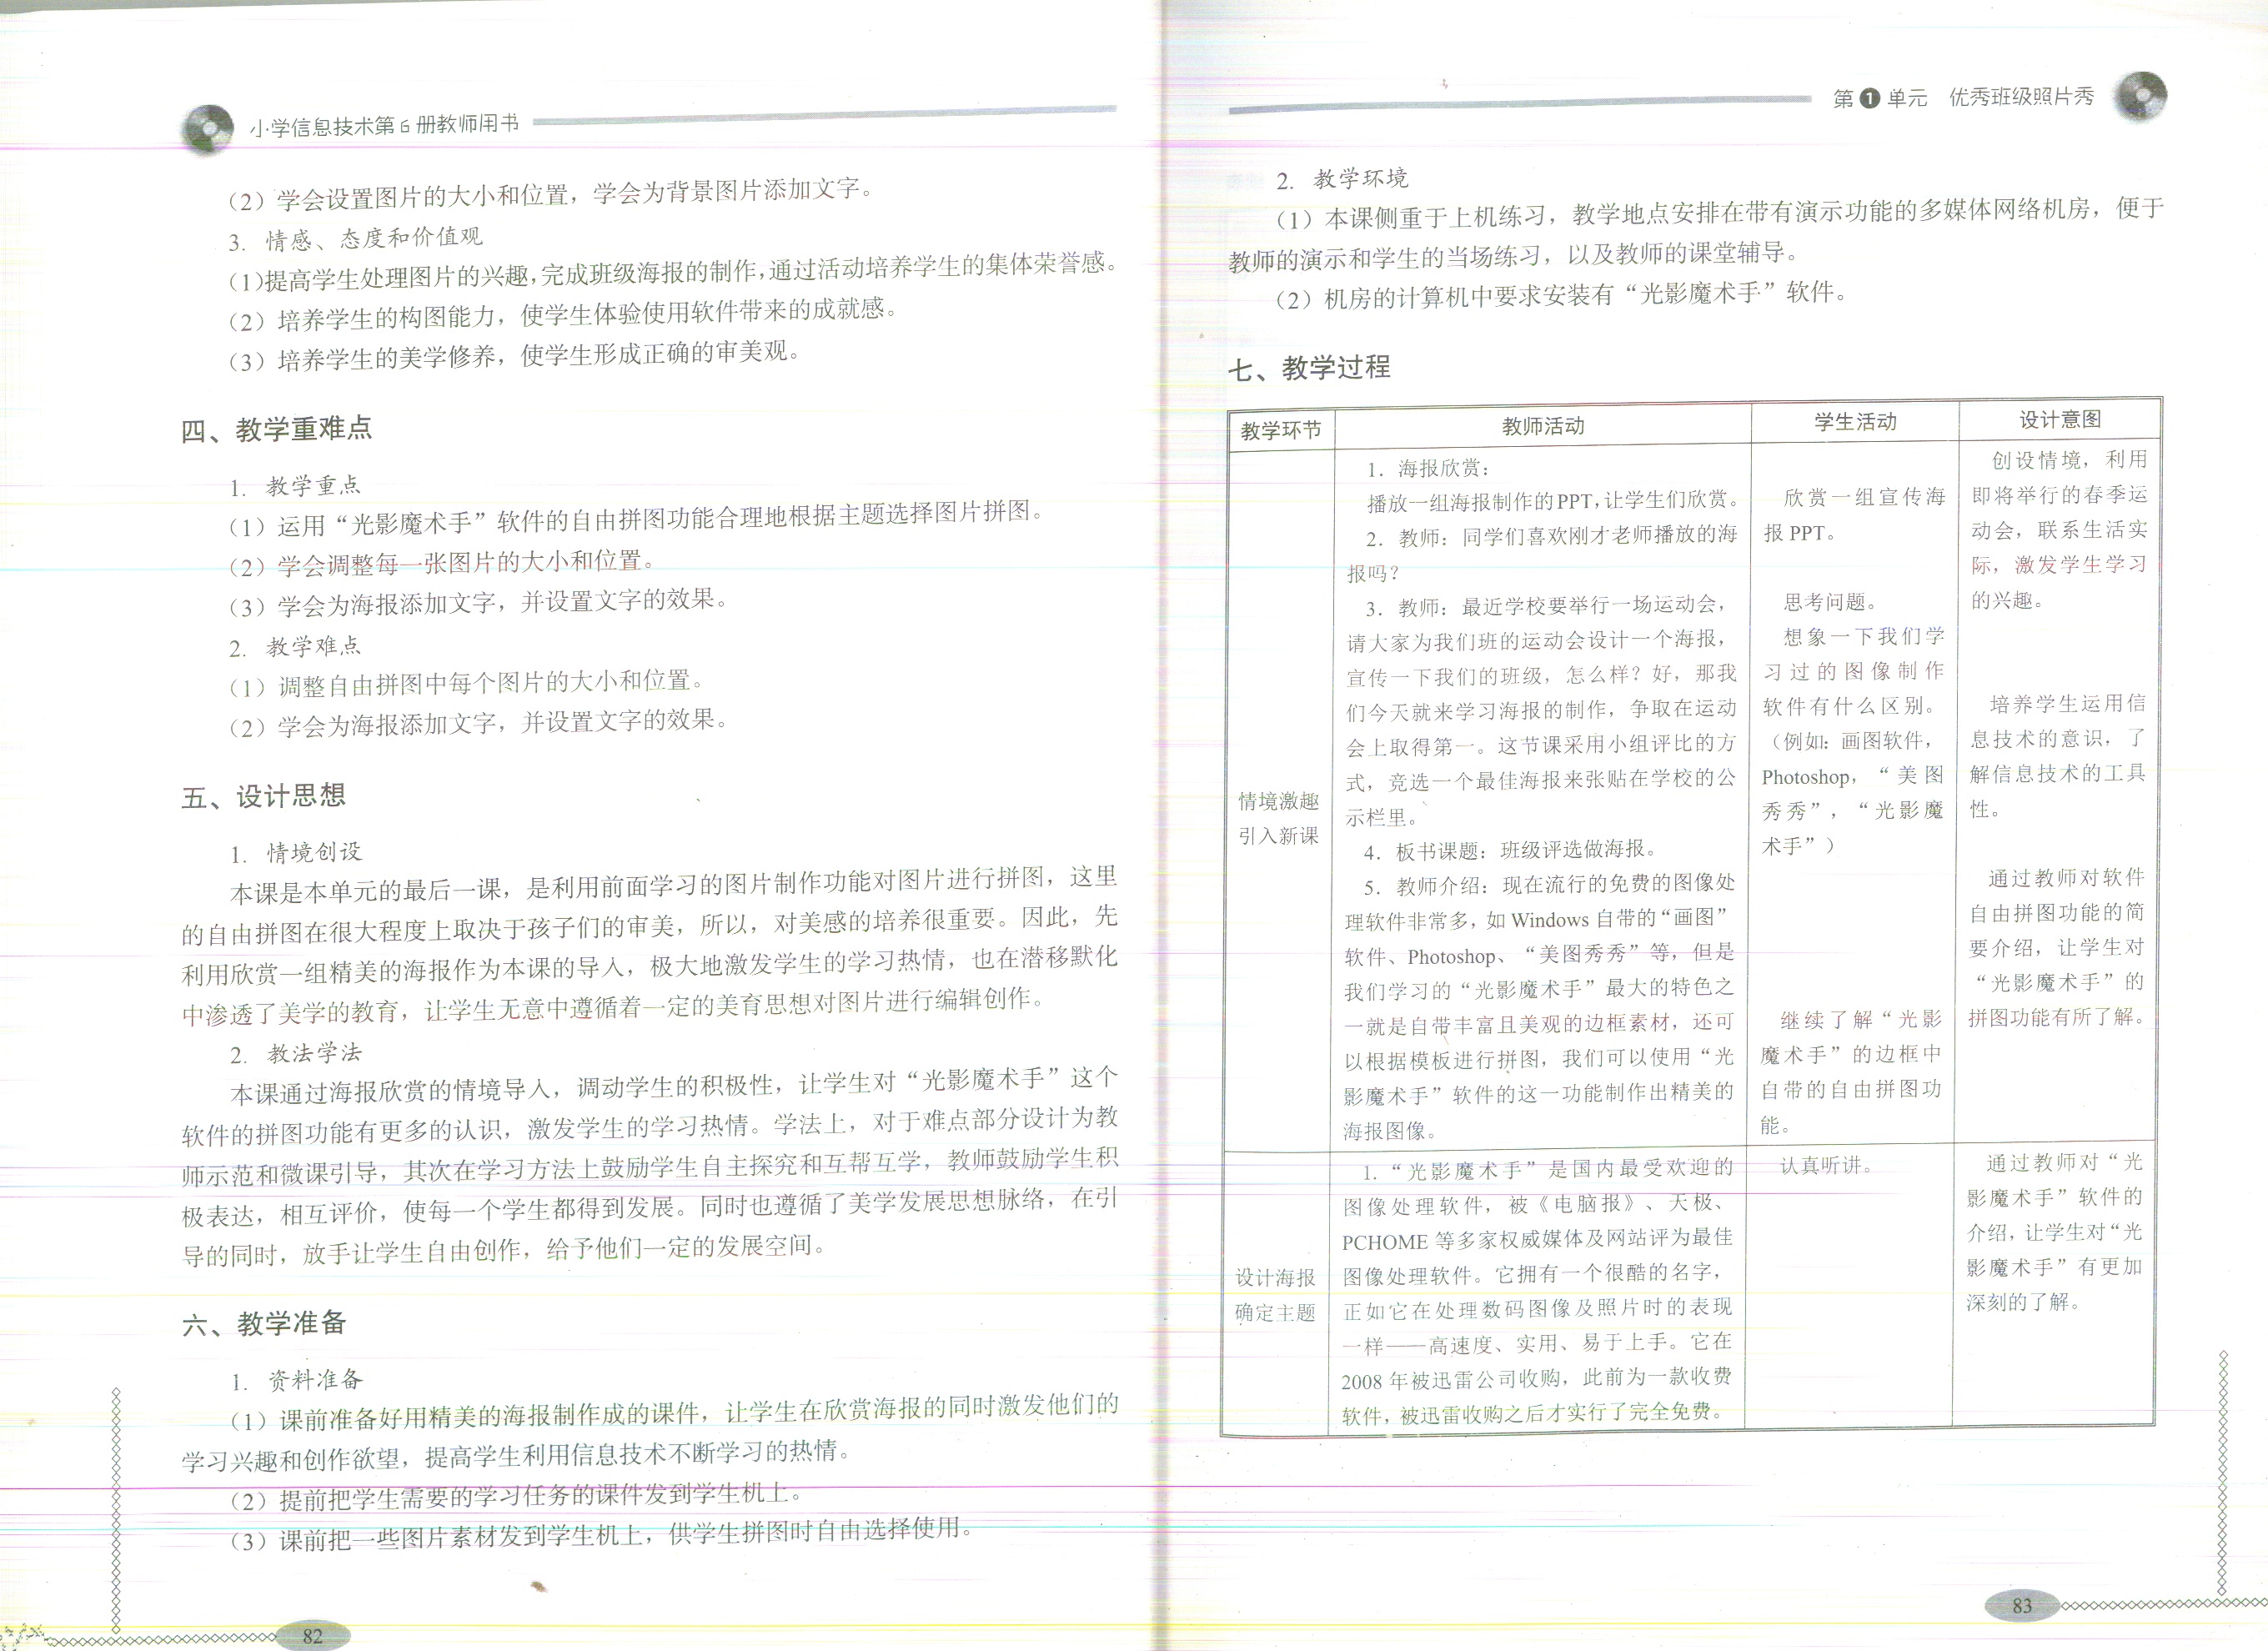 小学信息技术第6册教师用书
（2）学会设置图片的大小和位置，学会为背景图片添加文字。
3. 情感、态度和价值观
（1）提高学生处理图片的兴趣，完成班级海报的制作，通过活动培养学生的集体荣誉感。
（2）培养学生的构图能力，使学生体验使用软件带来的成就感。
（3）培养学生的美学修养，使学生形成正确的审美观。
四、教学重难点
1. 教学重点
（1）运用“光影魔术手”软件的自由拼图功能合理地根据主题选择图片拼图。
（2）学会调整每一张图片的大小和位置。
（3）学会为海报添加文字，并设置文字的效果。
2. 教学难点
（1）调整自由拼图中每个图片的大小和位置。
（2）学会为海报添加文字，并设置文字的效果。
五、设计思想
1. 情境创设
本课是本单元的最后一课，是利用前面学习的图片制作功能对图片进行拼图，这里
的自由拼图在很大程度上取决于孩子们的审美，所以，对美感的培养很重要。因此，先
利用欣赏一组精美的海报作为本课的导入，极大地激发学生的学习热情，也在潜移默化
中渗透了美学的教育，让学生无意中遵循着一定的美育思想对图片进行编辑创作。
2. 教法学法
本课通过海报欣赏的情境导入，调动学生的积极性，让学生对“光影魔术手”这个
软件的拼图功能有更多的认识，激发学生的学习热情。学法上，对于难点部分设计为教
师示范和微课引导，其次在学习方法上鼓励学生自主探究和互帮互学，教师鼓励学生积
极表达，相互评价，使每一个学生都得到发展。同时也遵循了美学发展思想脉络，在引
导的同时，放手让学生自由创作，给予他们一定的发展空间。
六、教学准备
1. 资料准备
（1）课前准备好用精美的海报制作成的课件，让学生在欣赏海报的同时激发他们的
学习兴趣和创作欲望，提高学生利用信息技术不断学习的热情。
（2）提前把学生需要的学习任务的课件发到学生机上。
（3）课前把一些图片素材发到学生机上，供学生拼图时自由选择使用。
82
第1单元 优秀班级照片秀
2. 教学环境
（1）本课侧重于上机练习，教学地点安排在带有演示功能的多媒体网络机房，便于
教师的演示和学生的当场练习，以及教师的课堂辅导。
（2）机房的计算机中要求安装有“光影魔术手”软件。
七、教学过程
教学环节 教师活动 学生活动 设计意图
情境激趣
引入新课
1. 海报欣赏：
播放一组海报制作的PPT，让学生们欣赏。
2. 教师：同学们喜欢刚才老师播放的海
报吗？
3. 教师：最近学校要举行一场运动会，
请大家为我们班的运动会设计一个海报，
宣传一下我们的班级，怎么样？好，那我
们今天就来学习海报的制作，争取在运动
会上取得第一。这节课采用小组评比的方
式，竞选一个最佳海报来张贴在学校的公
示栏里。
4. 板书课题：班级评选做海报。
5. 教师介绍：现在流行的免费的图像处
理软件非常多，如 Windows 自带的“画图”
软件、Photoshop、“美图秀秀”等，但是
我们学习的“光影魔术手”最大的特色之
一就是自带丰富且美观的边框素材，还可
以根据模板进行拼图，我们可以使用“光
影魔术手”软件的这一功能制作出精美的
海报图像。
欣赏一组宣传海
报 PPT。
思考问题。
想象一下我们学
习过的图像制作
软件有什么区别。
（例如：画图软件，
Photoshop，“美图
秀秀”，“光影魔
术手”）
继续了解“光影
魔术手”的边框中
自带的自由拼图功
能。
创设情境，利用
即将举行的春季运
动会，联系生活实
际，激发学生学习
的兴趣。
培养学生运用信
息技术的意识，了
解信息技术的工具
性。
通过教师对软件
自由拼图功能的简
要介绍，让学生对
“光影魔术手”的
拼图功能有所了解。
设计海报
确定主题
1.“光影魔术手”是国内最受欢迎的
图像处理软件，被《电脑报》、天极、
PCHOME 等多家权威媒体及网站评为最佳
图像处理软件。它拥有一个很酷的名字，
正如它在处理数码图像及照片时的表现
一样——高速度、实用、易于上手。它在
2008 年被迅雷公司收购，此前为一款收费
软件，被迅雷收购之后才实行了完全免费。
认真听讲。
通过教师对“光
影魔术手”软件的
介绍，让学生对“光
影魔术手”有更加
深刻的了解。
83